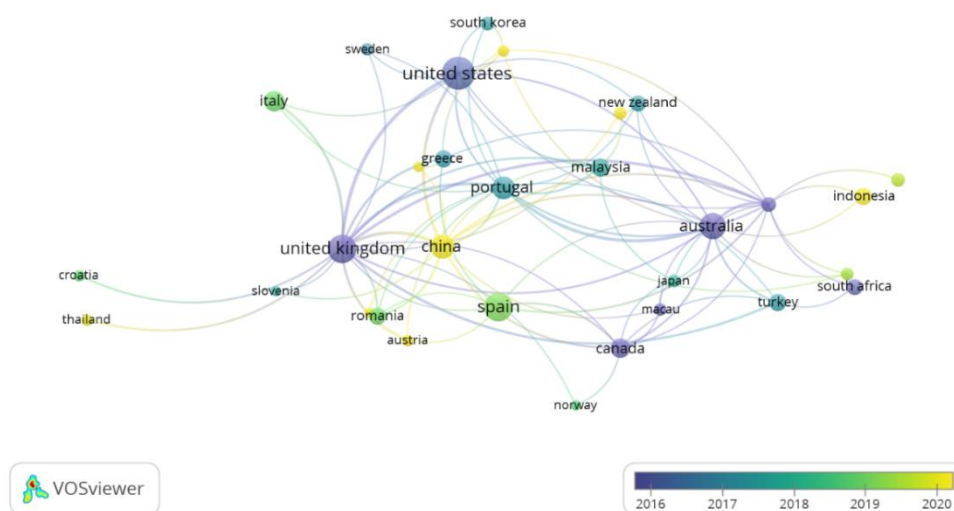 south korea
sweden
united states
italy
new zealand
greece
malaysia
portugal
indonesia
australia
united kingdom
china
croatia
slovenia
japan
south africa
turkey
spain
macau
thailand
romania
austria
canada
norway
VOSviewer
2016 2017 2018 2019 2020